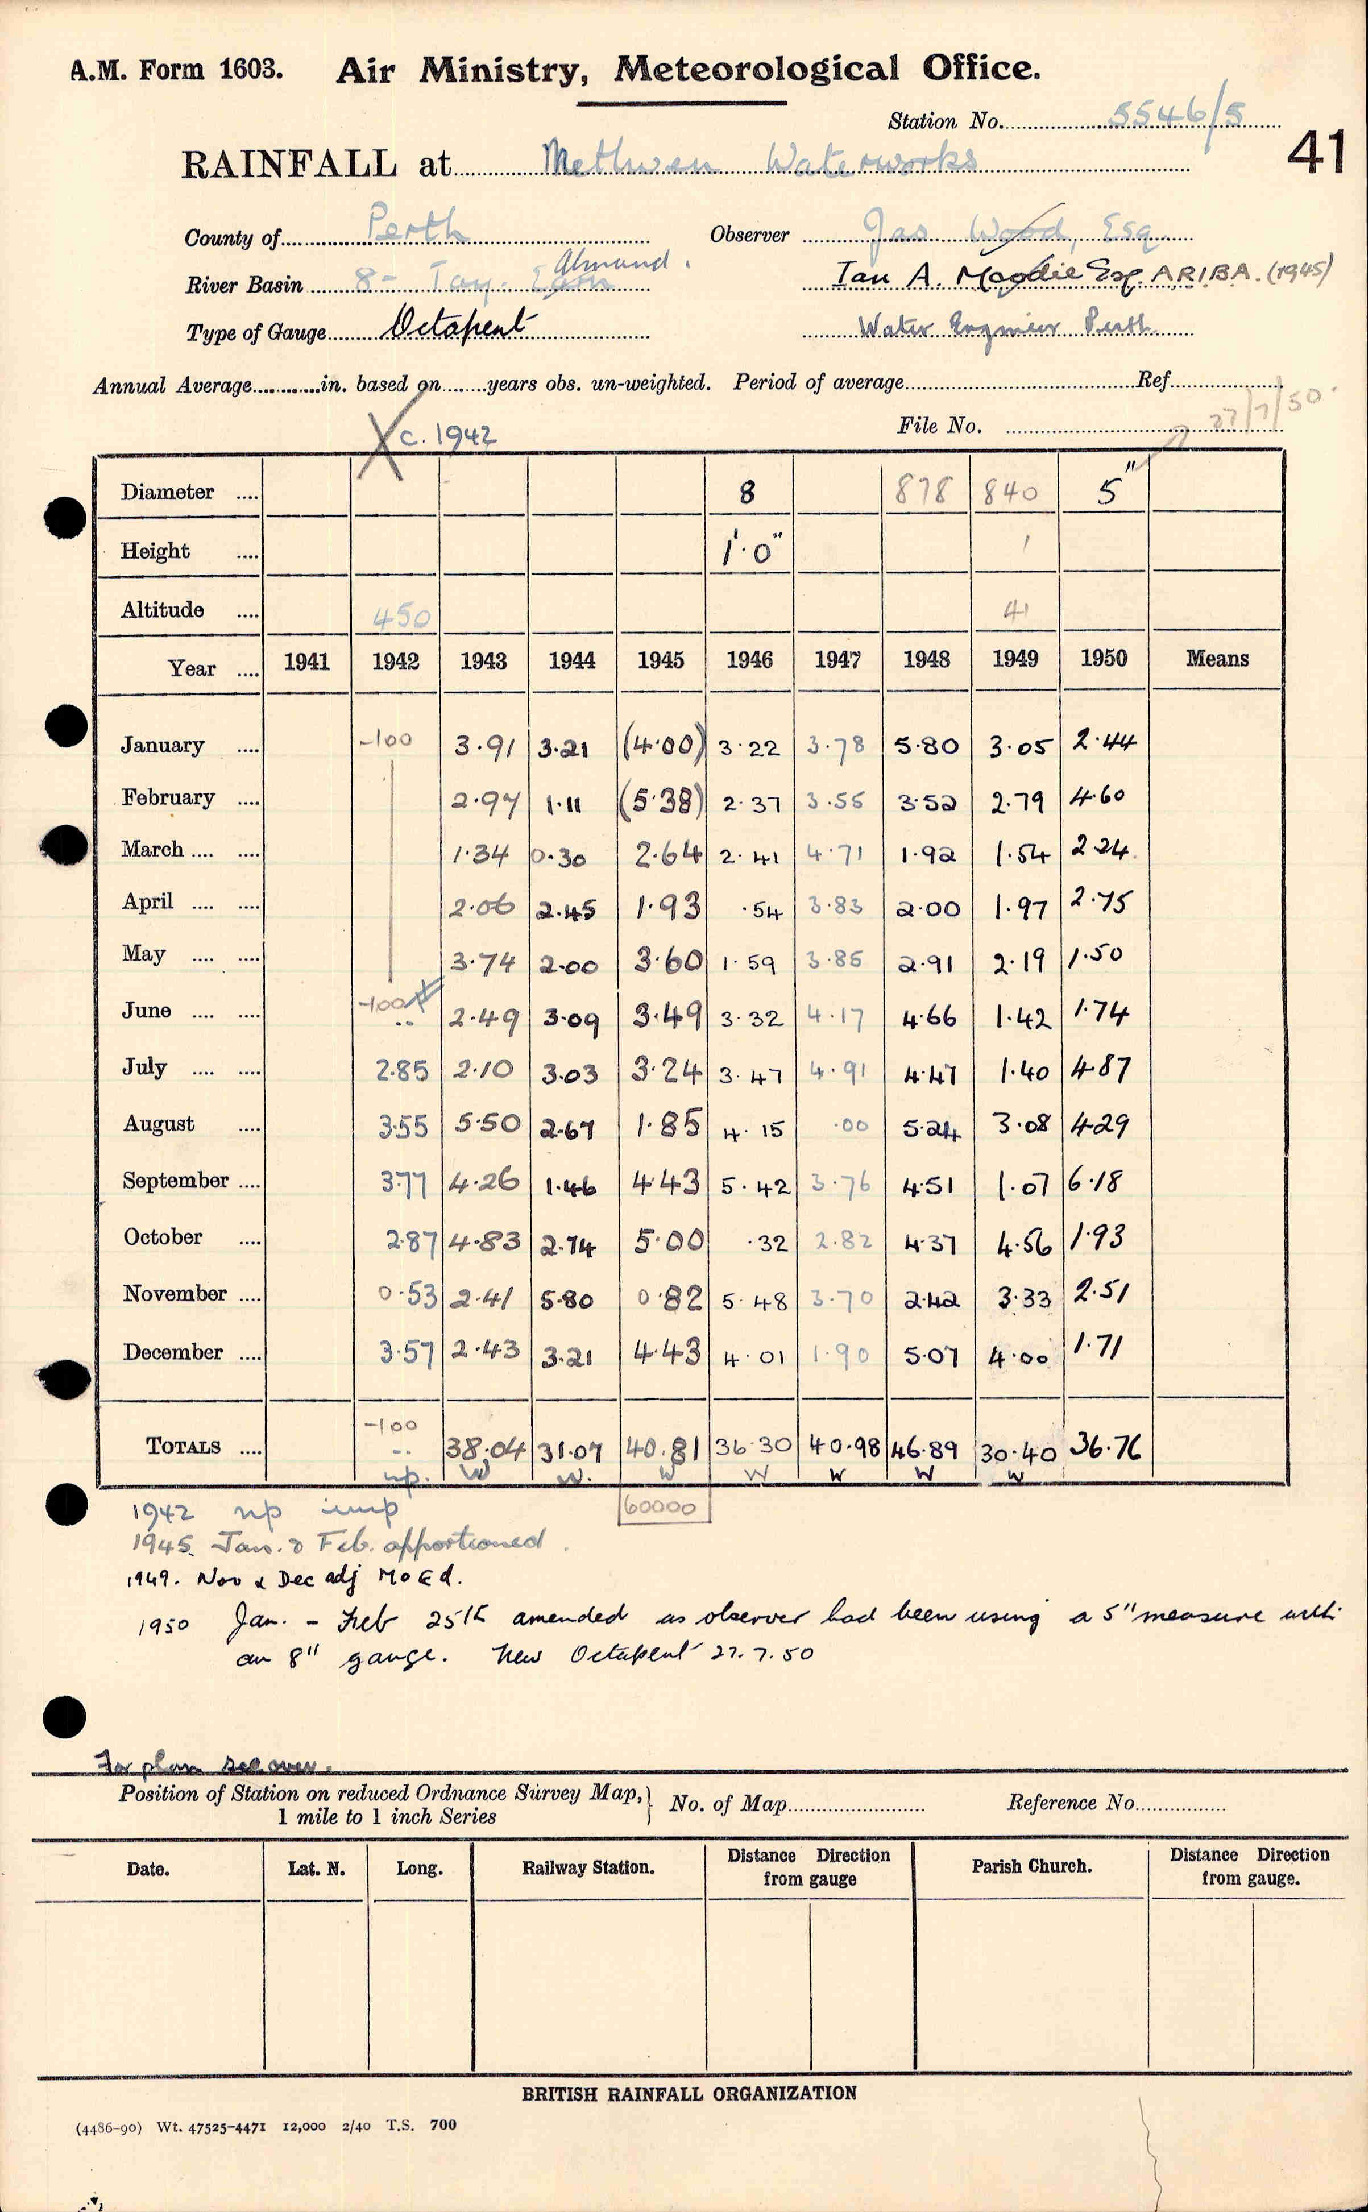 A.M. Form 1603. Air Ministry, Meteorological Office.
Station No. 5546/5
41
RAINFALL at Methven Waterworks
County of Perth Observer Jas Wood, Esq
River Basin 8 - Tay. Earn Almond. Ian A. Moodie Esq. ARIBA. (1945)
Type of Gauge Octapent Water Engineer Perth
Annual Average in. based on years obs. un-weighted. Period of average Ref
c. 1942 File No. 27/7/50.
Diameter .... 8 878 840 5"
Height .... 1'.0" 1
Altitude .... 450 41
Year .... 1941 1942 1943 1944 1945 1946 1947 1948 1949 1950 Means
January .... -100 3.91 3.21 (4.00) 3.22 3.78 5.80 3.05 2.44
February .... 2.97 1.11 (5.38) 2.37 3.55 3.52 2.79 4.60
March .... .... 1.34 0.30 2.64 2.41 4.71 1.92 1.54 2.24
April .... .... 2.06 2.45 1.93 .54 3.83 2.00 1.97 2.75
May .... .... 3.74 2.00 3.60 1.59 3.85 2.91 2.19 1.50
June .... .... -100 2.49 3.09 3.49 3.32 4.17 4.66 1.42 1.74
July .... .... 2.85 2.10 3.03 3.24 3.47 4.91 4.47 1.40 4.87
August .... 3.55 5.50 2.67 1.85 4.15 .00 5.24 3.08 4.29
September .... 3.77 4.26 1.46 4.43 5.42 3.76 4.51 1.07 6.18
October .... 2.87 4.83 2.74 5.00 .32 2.82 4.37 4.56 1.93
November .... 0.53 2.41 5.80 0.82 5.48 3.70 2.42 3.33 2.51
December .... 3.57 2.43 3.21 4.43 4.01 1.90 5.07 4.00 1.71
TOTALS .... -100 38.04 31.07 40.81 36.30 40.98 46.89 30.40 36.76
np. W W. W W W W W
1942 np imp 60000
1945 Jan. & Feb. apportioned.
1949. Nov & Dec adj Mo Ed.
1950 Jan. - Feb 25th amended as observer had been using a 5" measure with
an 8" gauge. New Octapent 27.7.50
For plan see over.
Position of Station on reduced Ordnance Survey Map, } No. of Map Reference No.
1 mile to 1 inch Series
Date. Lat. N. Long. Railway Station. Distance from gauge Direction Parish Church. Distance from gauge. Direction
BRITISH RAINFALL ORGANIZATION
(4486-90) Wt. 47525-4471 12,000 2/40 T.S. 700